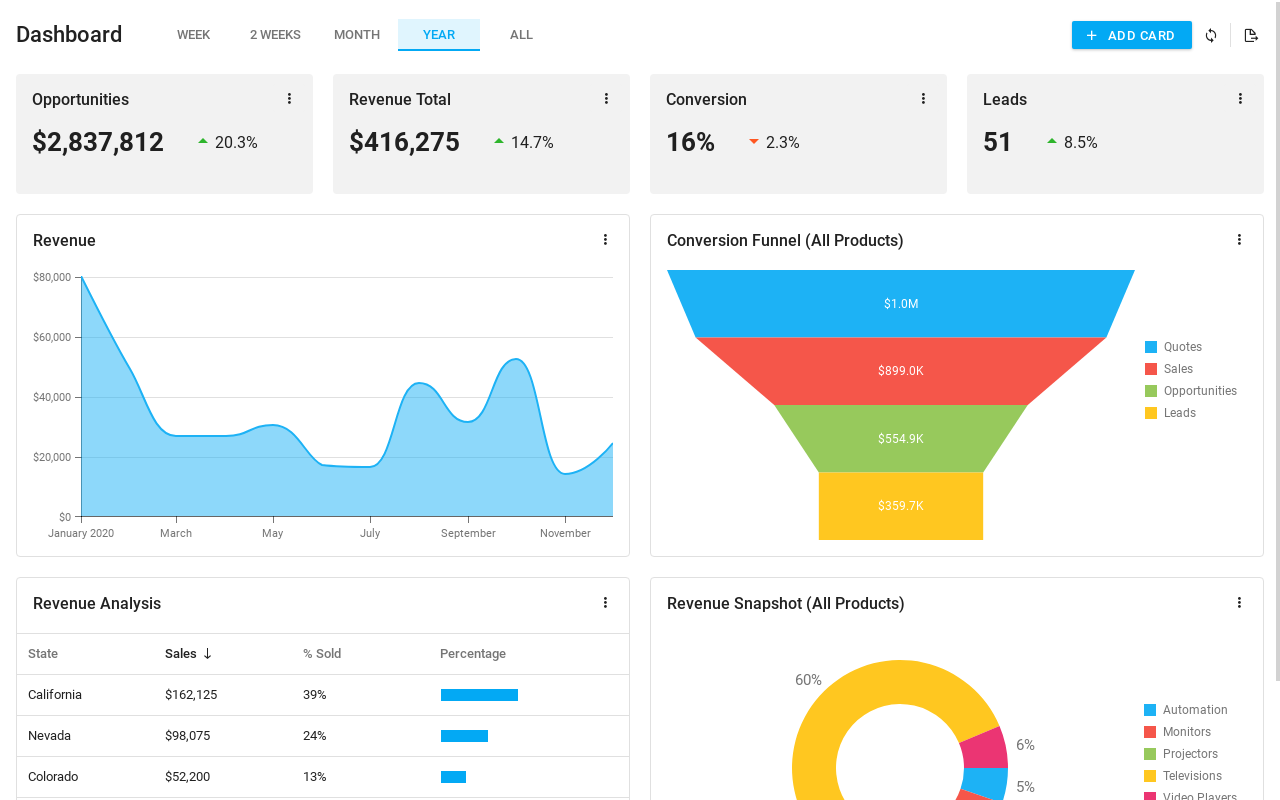 Dashboard
WEEK
2 WEEKS
MONTH
YEAR
ALL
ADD CARD
Opportunities
$2,837,812
20.3%
Revenue Total
$416,275
14.7%
Conversion
16%
2.3%
Leads
51
8.5%
Revenue
$80,000
$60,000
$40,000
$20,000
$0
January 2020
March
May
July
September
November
Conversion Funnel (All Products)
$1.0M
$899.0K
$554.9K
$359.7K
Quotes
Sales
Opportunities
Leads
Revenue Analysis
State Sales % Sold Percentage
California $162,125 39%
Nevada $98,075 24%
Colorado $52,200 13%
Revenue Snapshot (All Products)
60%
6%
5%
Automation
Monitors
Projectors
Televisions
Video Players